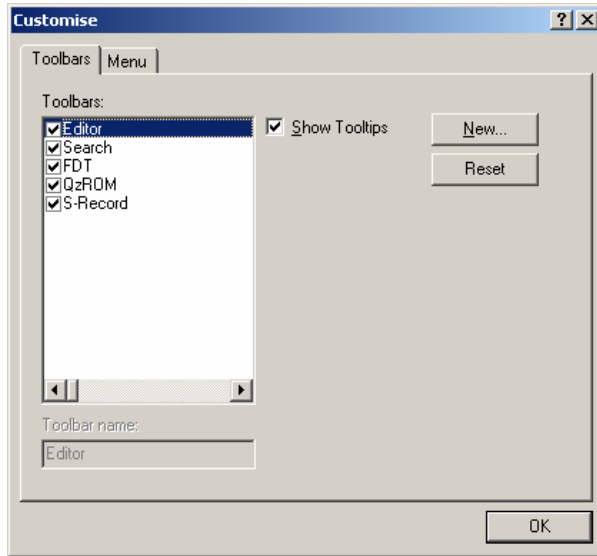 Customise
Toolbars
Menu
Toolbars:
Editor
Search
FDT
QzROM
S-Record
Show Tooltips
New...
Reset
Toolbar name:
Editor
OK